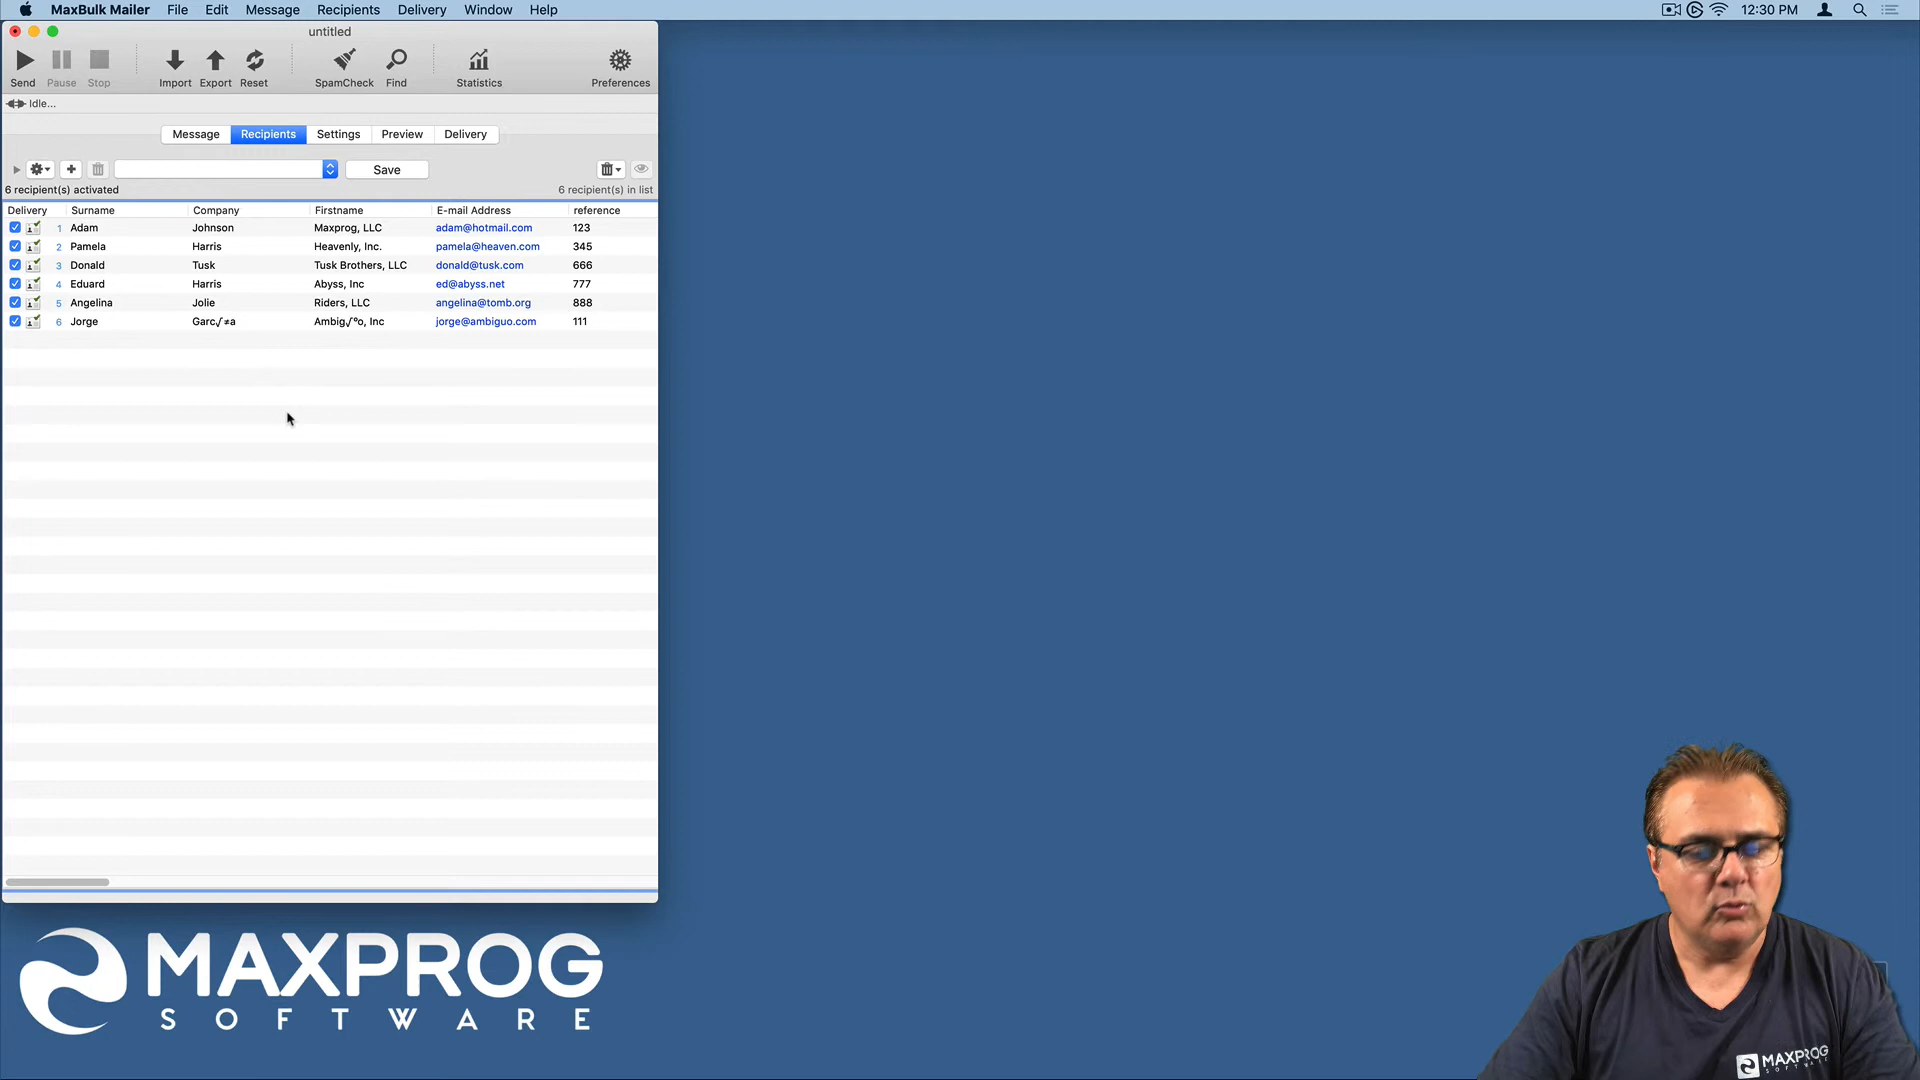 MaxBulk Mailer File Edit Message Recipients Delivery Window Help 12:30 PM
untitled
Send Pause Stop Import Export Reset SpamCheck Find Statistics Preferences
Idle...
Message Recipients Settings Preview Delivery
Save
6 recipient(s) activated 6 recipient(s) in list
Delivery Surname Company Firstname E-mail Address reference
1 Adam Johnson Maxprog, LLC adam@hotmail.com 123
2 Pamela Harris Heavenly, Inc. pamela@heaven.com 345
3 Donald Tusk Tusk Brothers, LLC donald@tusk.com 666
4 Eduard Harris Abyss, Inc ed@abyss.net 777
5 Angelina Jolie Riders, LLC angelina@tomb.org 888
6 Jorge Garc√≠a Ambig√ºo, Inc jorge@ambiguo.com 111
MAXPROG
SOFTWARE
MAXPROG
SOFTWARE